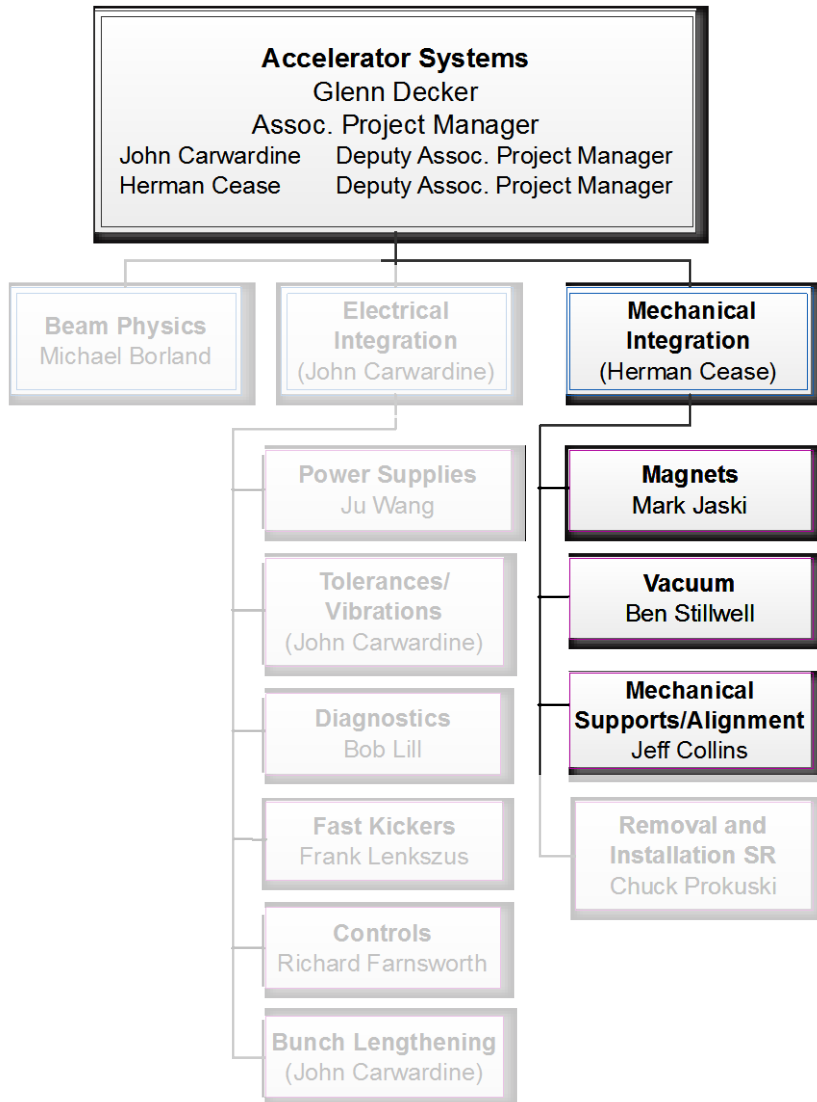 Accelerator Systems
Glenn Decker
Assoc. Project Manager
John Carwardine Deputy Assoc. Project Manager
Herman Cease Deputy Assoc. Project Manager
Beam Physics
Michael Borland
Electrical
Integration
(John Carwardine)
Mechanical
Integration
(Herman Cease)
Power Supplies
Ju Wang
Tolerances/
Vibrations
(John Carwardine)
Diagnostics
Bob Lill
Fast Kickers
Frank Lenkszus
Controls
Richard Farnsworth
Bunch Lengthening
(John Carwardine)
Magnets
Mark Jaski
Vacuum
Ben Stillwell
Mechanical
Supports/Alignment
Jeff Collins
Removal and
Installation SR
Chuck Prokuski